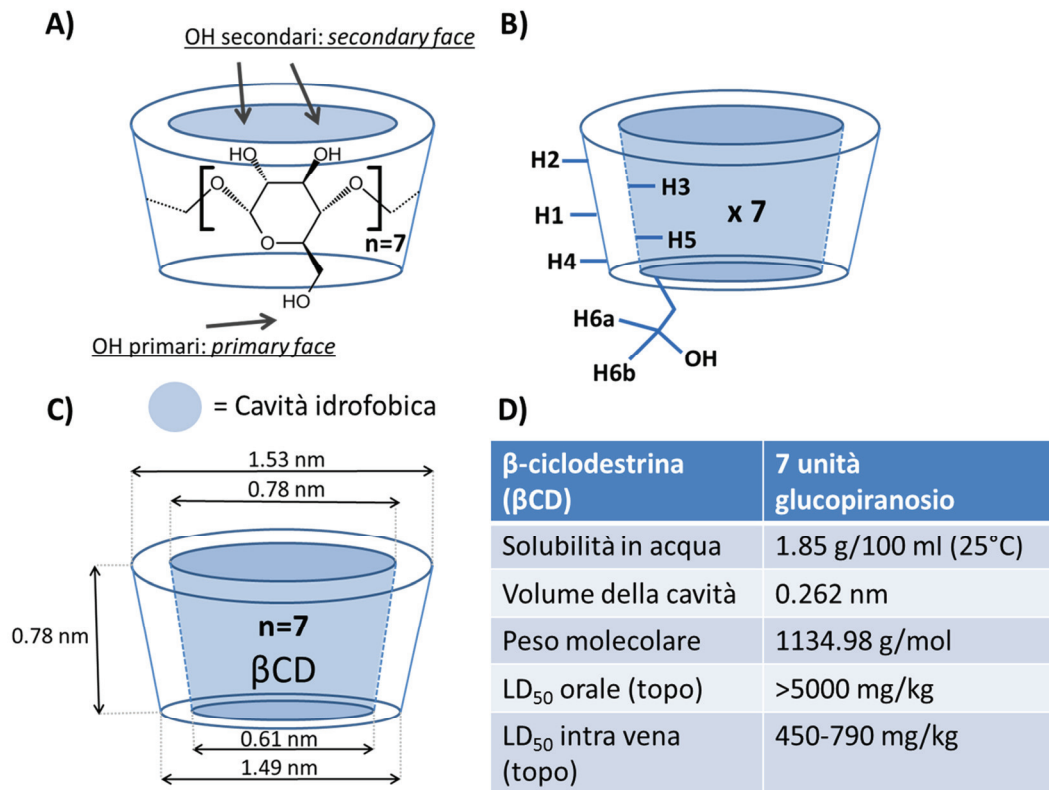 A)
OH secondari: secondary face
HO
OH
O
O
O
n=7
HO
OH primari: primary face
B)
H2
H3
H1
x 7
H5
H4
H6a
OH
H6b
C)
= Cavità idrofobica
1.53 nm
0.78 nm
0.78 nm
n=7
βCD
0.61 nm
1.49 nm
D)
β-ciclodestrina (βCD)
7 unità glucopiranosio
Solubilità in acqua
1.85 g/100 ml (25°C)
Volume della cavità
0.262 nm
Peso molecolare
1134.98 g/mol
LD50 orale (topo)
>5000 mg/kg
LD50 intra vena (topo)
450-790 mg/kg